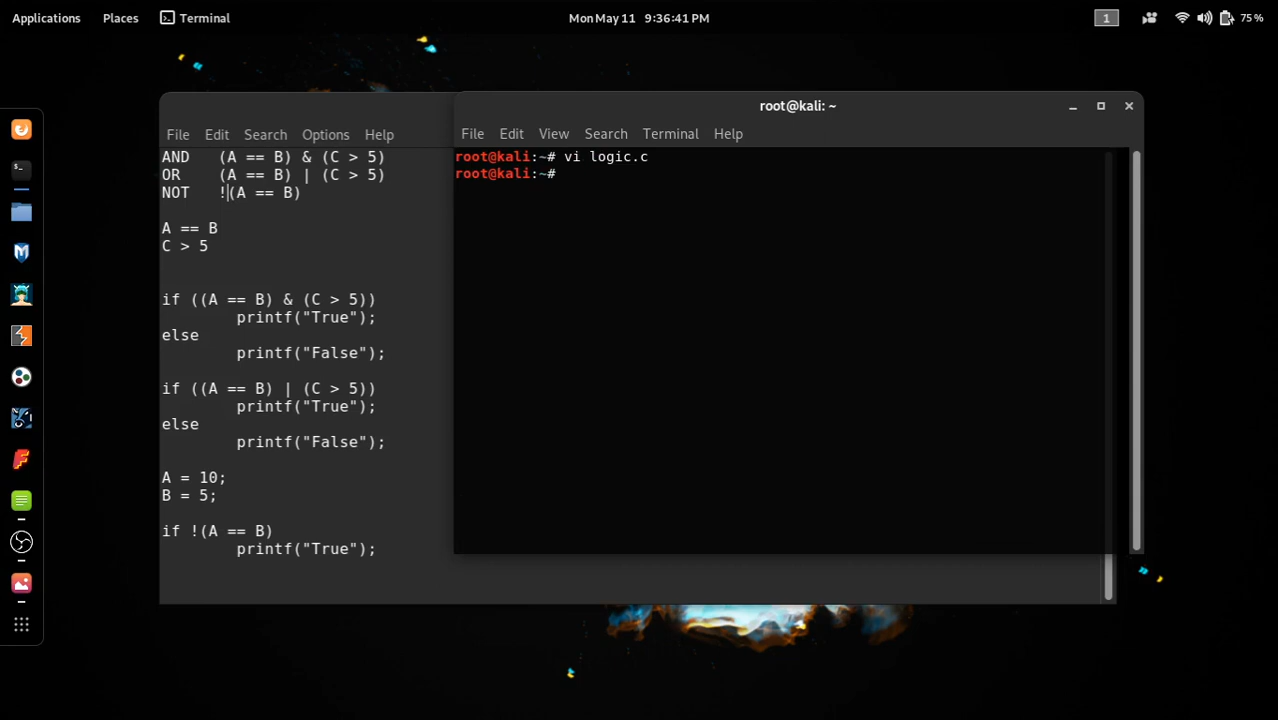 Applications Places Terminal Mon May 11 9:36:41 PM 1 75 %
root@kali: ~
File Edit Search Options Help
AND (A == B) & (C > 5)
OR (A == B) | (C > 5)
NOT !(A == B)
A == B
C > 5
if ((A == B) & (C > 5))
printf("True");
else
printf("False");
if ((A == B) | (C > 5))
printf("True");
else
printf("False");
A = 10;
B = 5;
if !(A == B)
printf("True");
File Edit View Search Terminal Help
root@kali:~# vi logic.c
root@kali:~#